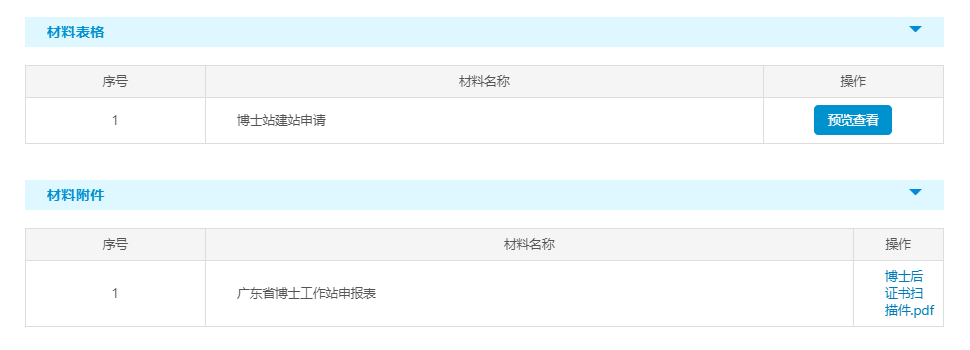 材料表格
序号 材料名称 操作
1 博士站建站申请 预览查看
材料附件
序号 材料名称 操作
1 广东省博士工作站申报表 博士后
证书扫
描件.pdf